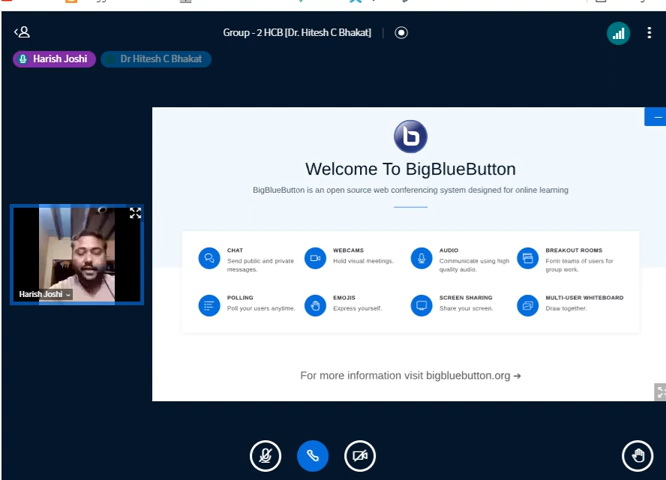 Group - 2 HCB [Dr. Hitesh C Bhakat]
Harish Joshi
Dr Hitesh C Bhakat
Welcome To BigBlueButton
BigBlueButton is an open source web conferencing system designed for online learning
CHAT
Send public and private
messages.
WEBCAMS
Hold visual meetings.
AUDIO
Communicate using high
quality audio.
BREAKOUT ROOMS
Form teams of users for
group work.
POLLING
Poll your users anytime.
EMOJIS
Express yourself.
SCREEN SHARING
Share your screen.
MULTI-USER WHITEBOARD
Draw together.
Harish Joshi
For more information visit bigbluebutton.org →